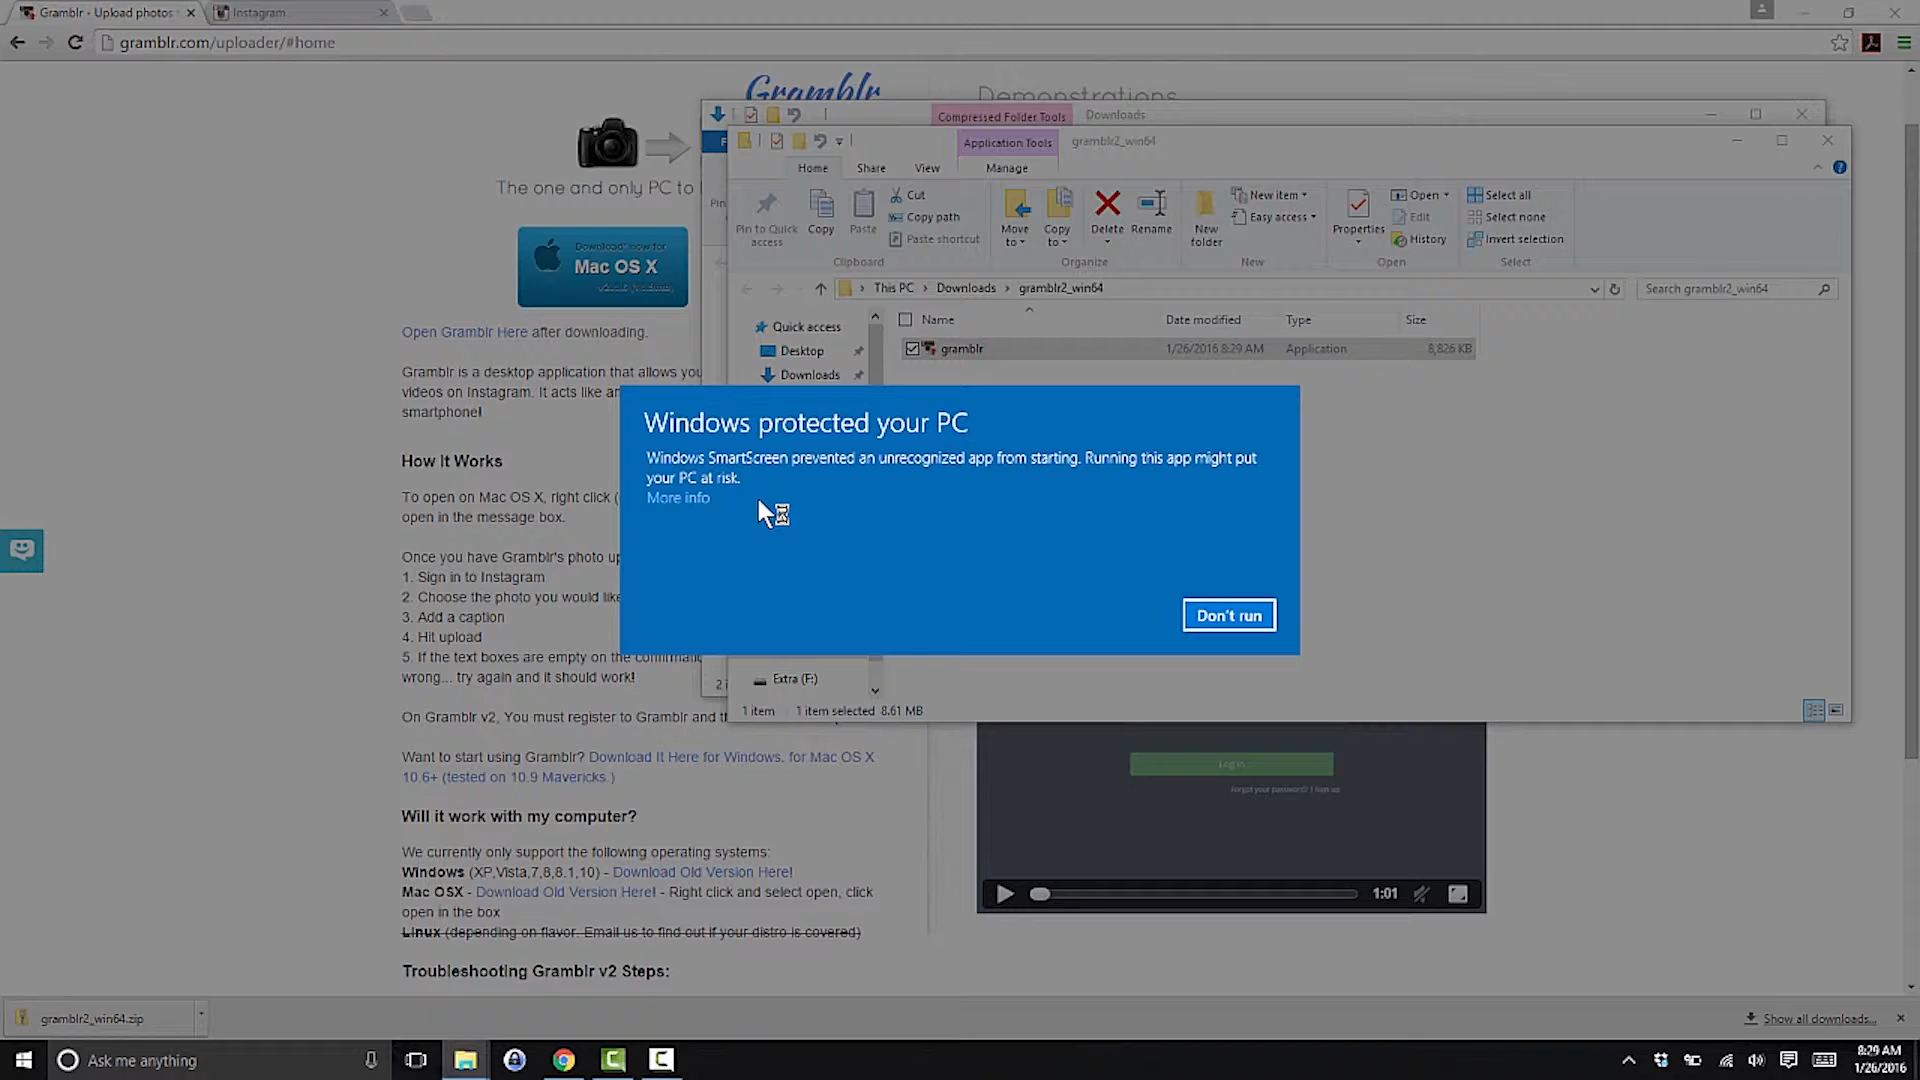 Gramblr - Upload photos
Instagram
gramblr.com/uploader/#home
Gramblr
Demonstrations
The one and only PC to
Download* now for
Mac OS X
Open Gramblr Here after downloading.
Gramblr is a desktop application that allows you
videos on Instagram. It acts like an
smartphone!
How It Works
To open on Mac OS X, right click (
open in the message box.
Once you have Gramblr's photo up
1. Sign in to Instagram
2. Choose the photo you would like
3. Add a caption
4. Hit upload
5. If the text boxes are empty on the confirmatic
wrong... try again and it should work!
On Gramblr v2, You must register to Gramblr and th
Want to start using Gramblr? Download It Here for Windows. for Mac OS X
10.6+ (tested on 10.9 Mavericks.)
Will it work with my computer?
We currently only support the following operating systems:
Windows (XP,Vista,7,8,8.1,10) - Download Old Version Here!
Mac OSX - Download Old Version Here! - Right click and select open, click
open in the box
Linux (depending on flavor. Email us to find out if your distro is covered)
Troubleshooting Gramblr v2 Steps:
Compressed Folder Tools
Downloads
Application Tools
gramblr2_win64
F
Home
Share
View
Manage
Pin
Pin to Quick
access
Copy
Paste
Cut
Copy path
Paste shortcut
Clipboard
Move
to
Copy
to
Delete
Rename
Organize
New
folder
New item
Easy access
New
Properties
Open
Edit
History
Open
Select all
Select none
Invert selection
Select
This PC > Downloads > gramblr2_win64
Search gramblr2_win64
Quick access
Desktop
Downloads
Name
Date modified
Type
Size
gramblr
1/26/2016 8:29 AM
Application
8,826 KB
Windows protected your PC
Windows SmartScreen prevented an unrecognized app from starting. Running this app might put
your PC at risk.
More info
Don't run
Extra (F:)
2 i
1 item
1 item selected 8.61 MB
Log in
Forgot your password? | Sign up
1:01
gramblr2_win64.zip
Show all downloads...
Ask me anything
8:29 AM
1/26/2016